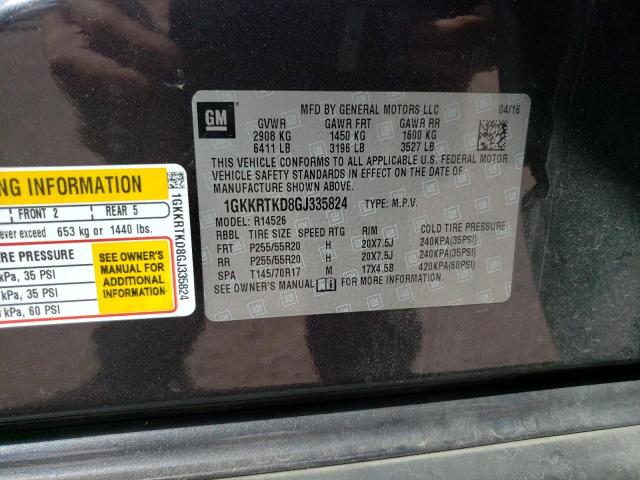 GM
MFD BY GENERAL MOTORS LLC 04/16
GVWR GAWR FRT GAWR RR
2908 KG 1450 KG 1600 KG
6411 LB 3196 LB 3527 LB
THIS VEHICLE CONFORMS TO ALL APPLICABLE U.S. FEDERAL MOTOR
VEHICLE SAFETY STANDARDS IN EFFECT ON THE DATE OF
MANUFACTURE SHOWN ABOVE.
1GKKRTKD8GJ335824 TYPE: M.P.V.
MODEL: R14526
RBBL TIRE SIZE SPEED RTG RIM COLD TIRE PRESSURE
FRT P255/55R20 H 20X7.5J 240KPA(35PSI)
RR P255/55R20 H 20X7.5J 240KPA(35PSI)
SPA T145/70R17 M 17X4.5B 420KPA(60PSI)
SEE OWNER'S MANUAL FOR MORE INFORMATION
NG INFORMATION
FRONT 2 REAR 5
ever exceed 653 kg or 1440 lbs.
RE PRESSURE
kPa, 35 PSI
kPa, 35 PSI
kPa, 60 PSI
SEE OWNER'S
MANUAL FOR
ADDITIONAL
INFORMATION
1GKKRTKD8GJ335824